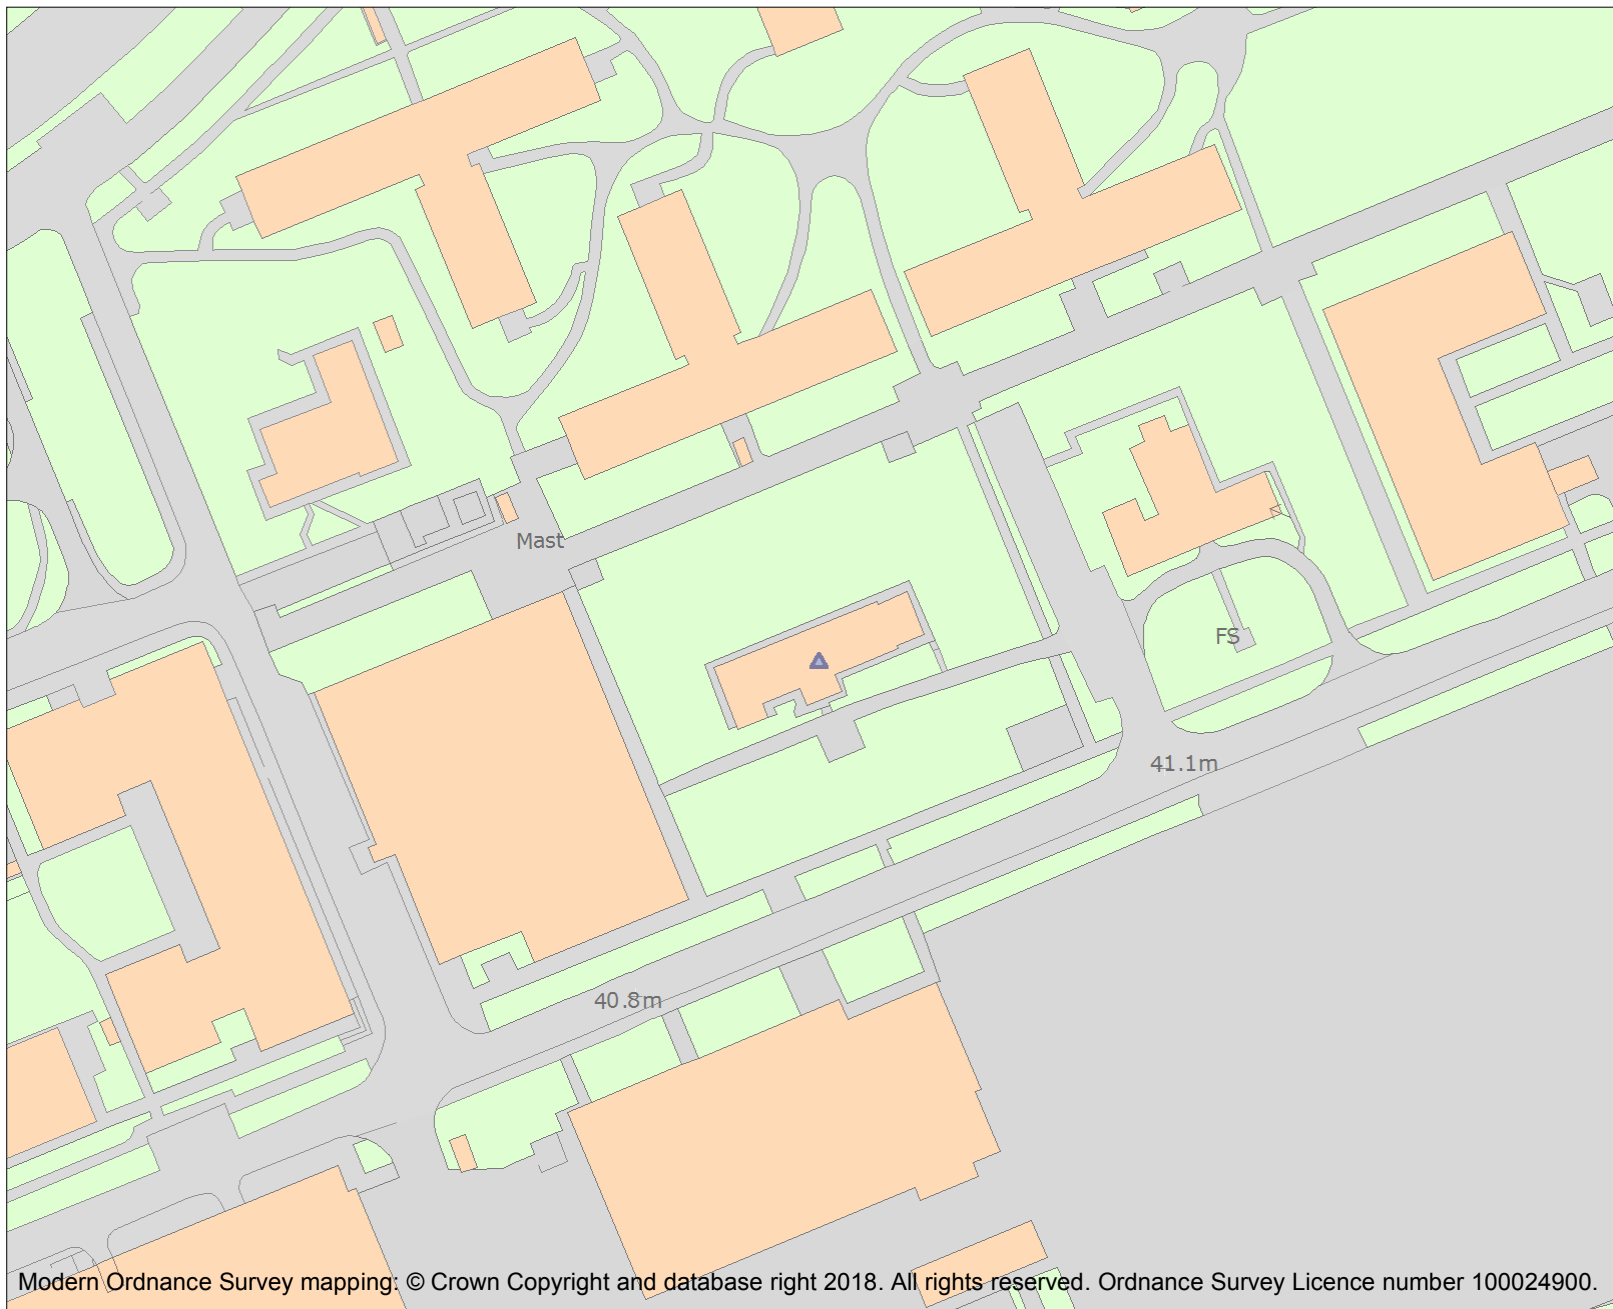 Mast
FS
41.1m
40.8m
Modern Ordnance Survey mapping: © Crown Copyright and database right 2018. All rights reserved. Ordnance Survey Licence number 100024900.